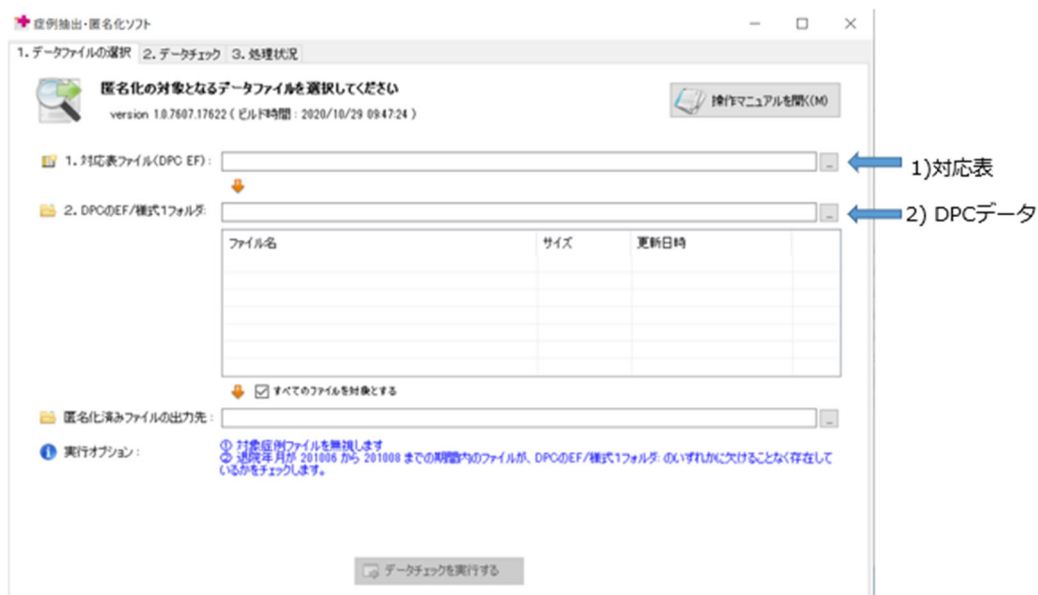 症例抽出・匿名化ソフト
1. データファイルの選択 2. データチェック 3. 処理状況
匿名化の対象となるデータファイルを選択してください
version 1.0.7607.17622 ( ビルド時間 : 2020/10/29 09:47:24 )
操作マニュアルを開く(M)
1. 対応表ファイル(DPC EF) :
...
1)対応表
2. DPCのEF/様式1フォルダ:
...
2) DPCデータ
ファイル名 サイズ 更新日時
すべてのファイルを対象とする
匿名化済みファイルの出力先 :
...
実行オプション :
① 対象症例ファイルを無視します
② 退院年月が 201006 から 201008 までの期間内のファイルが、DPCのEF/様式1フォルダ: のいずれかに欠けることなく存在して
いるかをチェックします。
データチェックを実行する